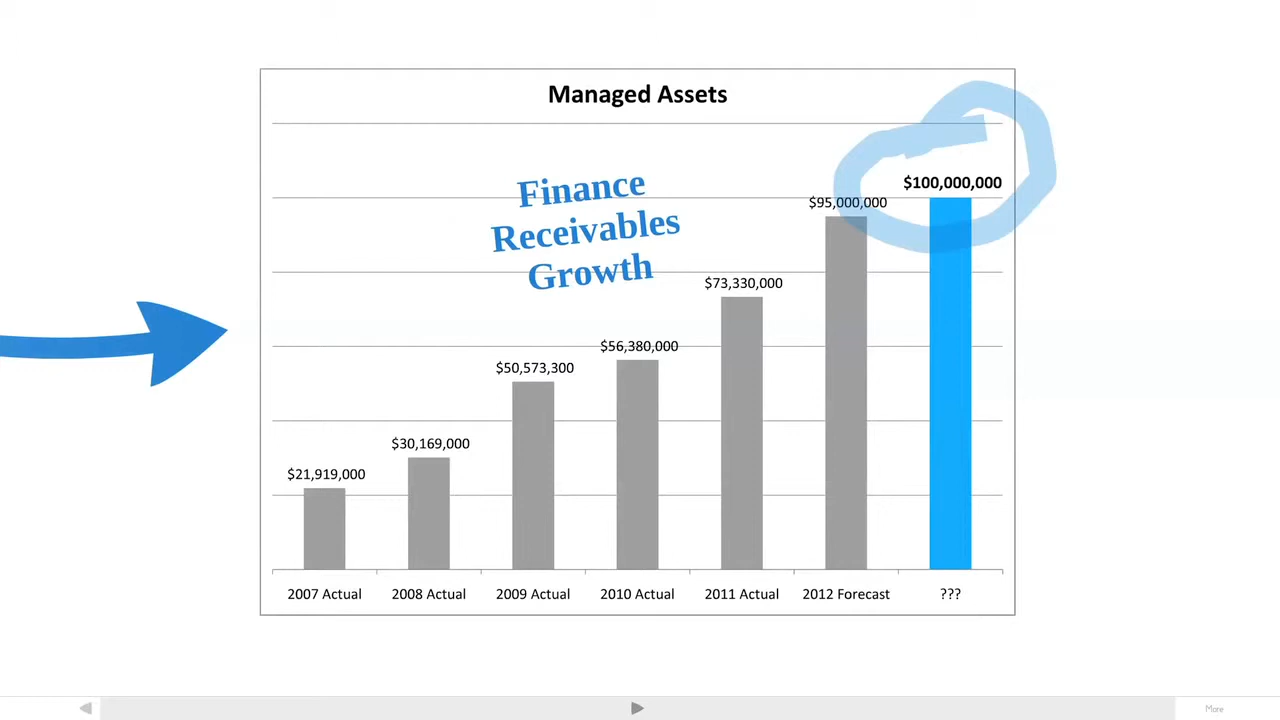 Managed Assets
Finance
Receivables
Growth
$21,919,000
$30,169,000
$50,573,300
$56,380,000
$73,330,000
$95,000,000
$100,000,000
2007 Actual
2008 Actual
2009 Actual
2010 Actual
2011 Actual
2012 Forecast
???
More